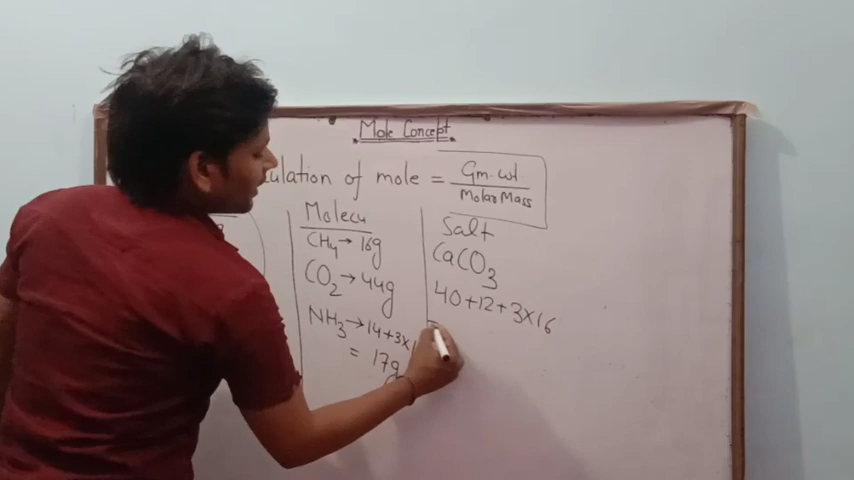 Mole Concept
ulation of mole = Gm-wt
Molar Mass
Molecu
CH4 → 16g
CO2 → 44g
NH3 → 14+3×1
= 17g
Salt
CaCO3
40+12+3×16